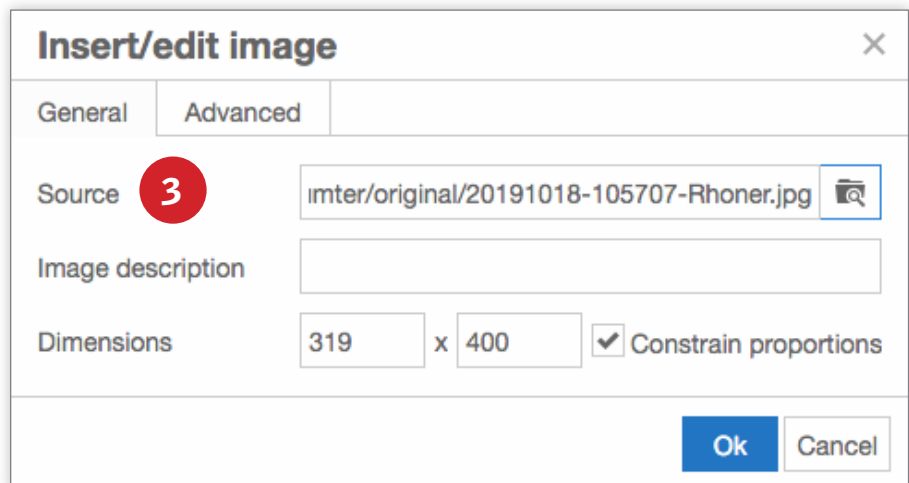 Insert/edit image ×
General Advanced
Source 3 ımter/original/20191018-105707-Rhoner.jpg
Image description
Dimensions 319 x 400 Constrain proportions
Ok Cancel